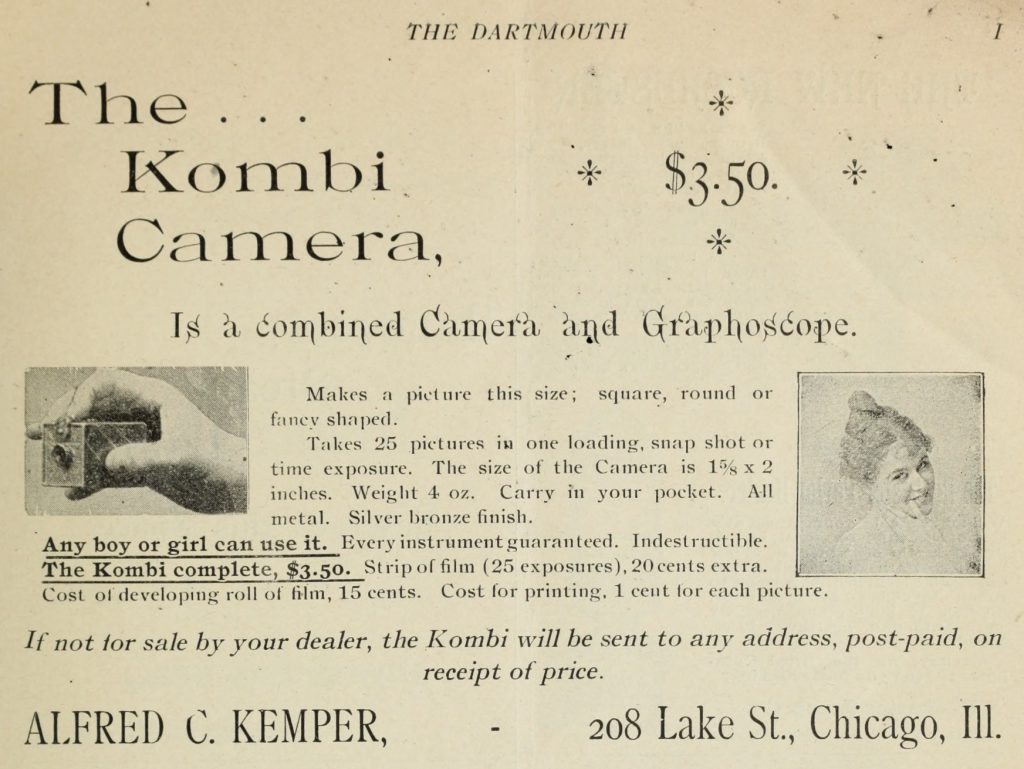 THE DARTMOUTH I
The . . .
Kombi
Camera,
$3.50.
Is a combined Camera and Graphoscope.
Makes a picture this size; square, round or
fancy shaped.
Takes 25 pictures in one loading, snap shot or
time exposure. The size of the Camera is 1⅝ x 2
inches. Weight 4 oz. Carry in your pocket. All
metal. Silver bronze finish.
Any boy or girl can use it. Every instrument guaranteed. Indestructible.
The Kombi complete, $3.50. Strip of film (25 exposures), 20 cents extra.
Cost of developing roll of film, 15 cents. Cost for printing, 1 cent for each picture.
If not for sale by your dealer, the Kombi will be sent to any address, post-paid, on
receipt of price.
ALFRED C. KEMPER, - 208 Lake St., Chicago, Ill.